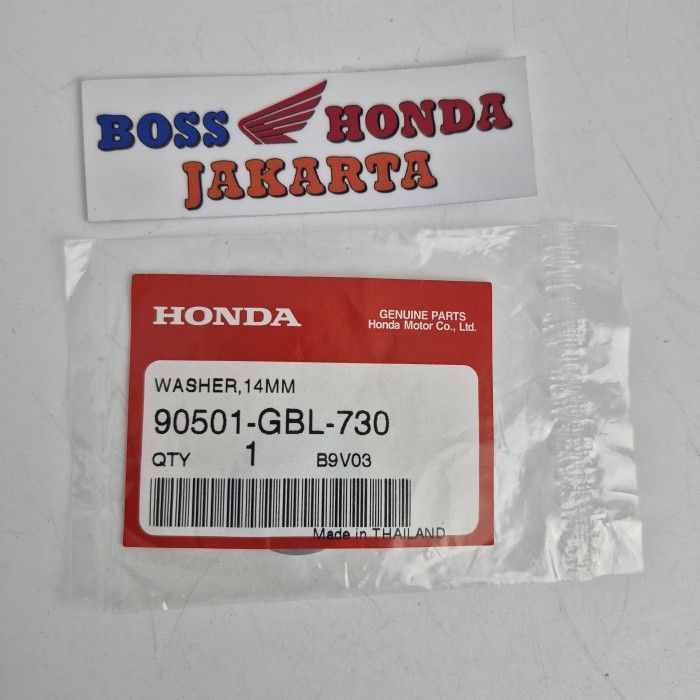 BOSS HONDA
JAKARTA
HONDA
GENUINE PARTS
Honda Motor Co., Ltd.
WASHER,14MM
90501-GBL-730
QTY 1 B9V03
Made in THAILAND